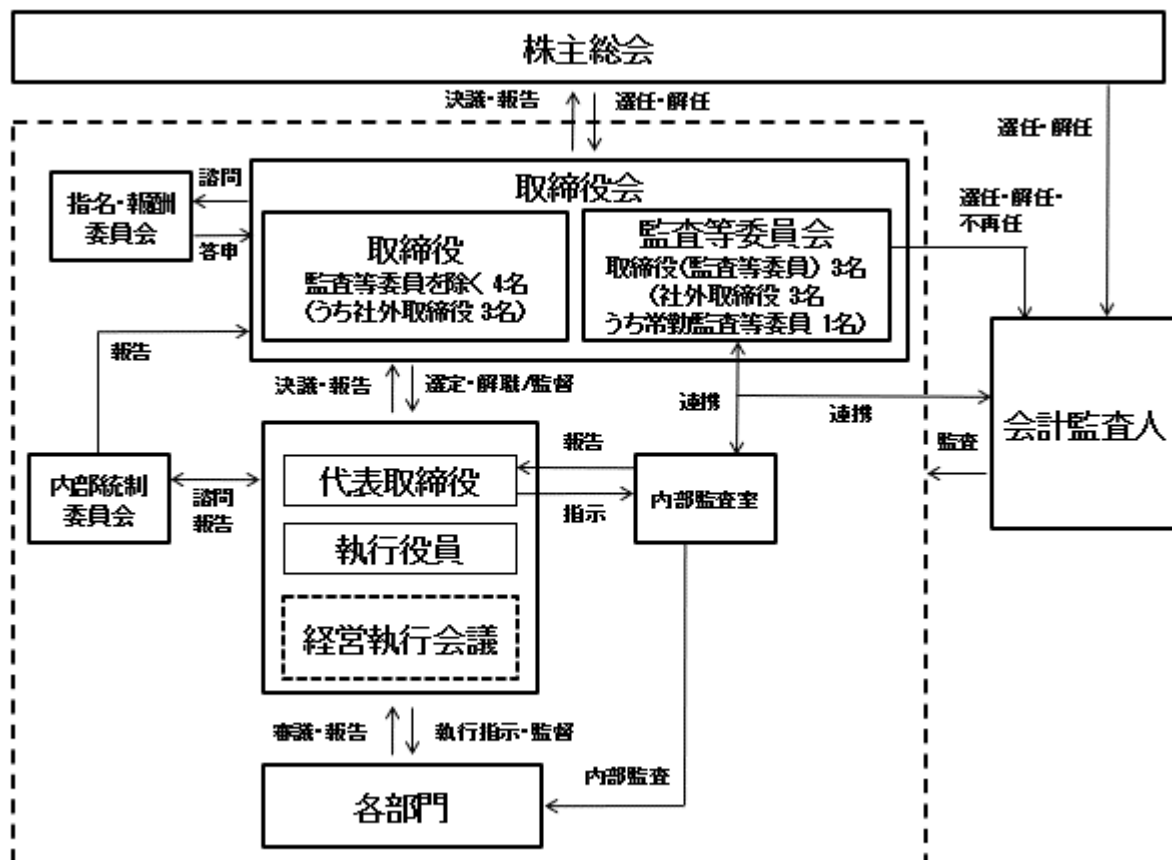 株主総会
決議・報告
選任・解任
選任・解任
諮問
指名・報酬
委員会
答申
取締役会
取締役
監査等委員を除く 4名
(うち社外取締役 3名)
監査等委員会
取締役(監査等委員) 3名
(社外取締役 3名
うち常勤監査等委員 1名)
選任・解任・
不再任
報告
決議・報告
選定・解職/監督
連携
連携
会計監査人
監査
内部統制
委員会
諮問
報告
代表取締役
執行役員
経営執行会議
報告
指示
内部監査室
審議・報告
執行指示・監督
内部監査
各部門